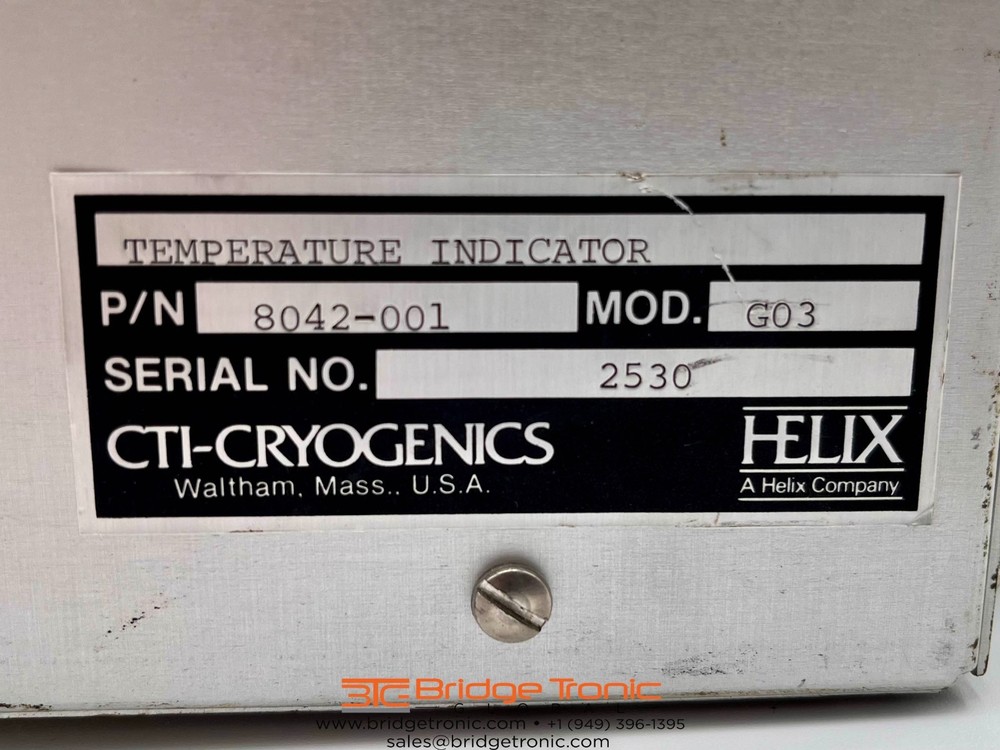 TEMPERATURE INDICATOR
P/N 8042-001 MOD. G03
SERIAL NO. 2530
CTI-CRYOGENICS HELIX
Waltham, Mass., U.S.A. A Helix Company
BTC Bridge Tronic
www.bridgetronic.com • +1 (949) 396-1395
sales@bridgetronic.com